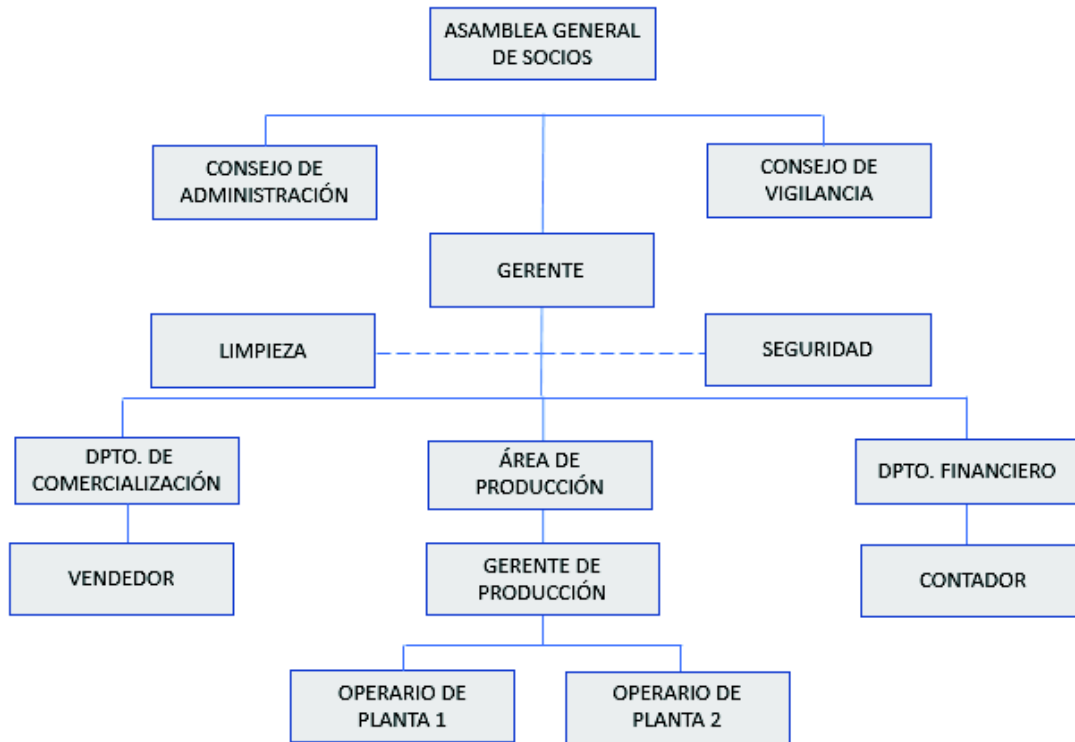 ASAMBLEA GENERAL
DE SOCIOS
CONSEJO DE
ADMINISTRACIÓN
CONSEJO DE
VIGILANCIA
GERENTE
LIMPIEZA
SEGURIDAD
DPTO. DE
COMERCIALIZACIÓN
ÁREA DE
PRODUCCIÓN
DPTO. FINANCIERO
VENDEDOR
GERENTE DE
PRODUCCIÓN
CONTADOR
OPERARIO DE
PLANTA 1
OPERARIO DE
PLANTA 2